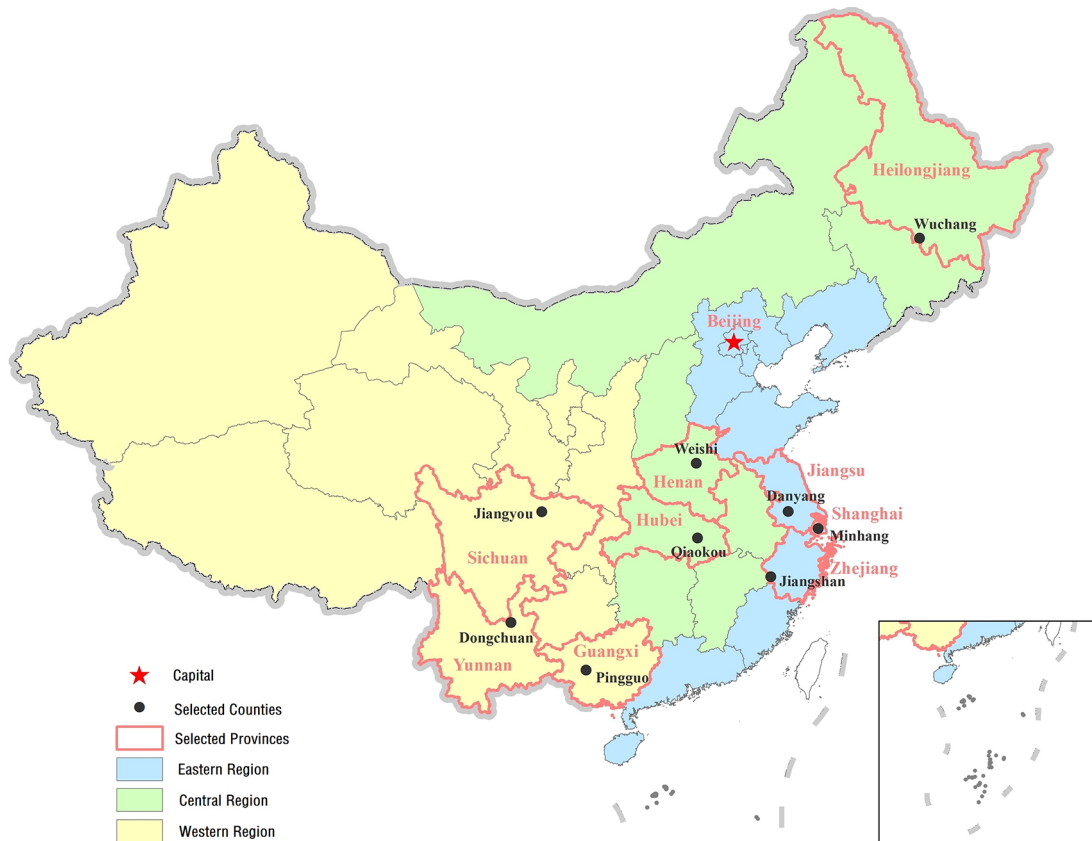 Heilongjiang
Wuchang
Beijing
Weishi
Henan
Jiangsu
Danyang
Shanghai
Minhang
Jiangyou
Hubei
Qiaokou
Sichuan
Zhejiang
Jiangshan
Dongchuan
Yunnan
Guangxi
Pingguo
Capital
Selected Counties
Selected Provinces
Eastern Region
Central Region
Western Region